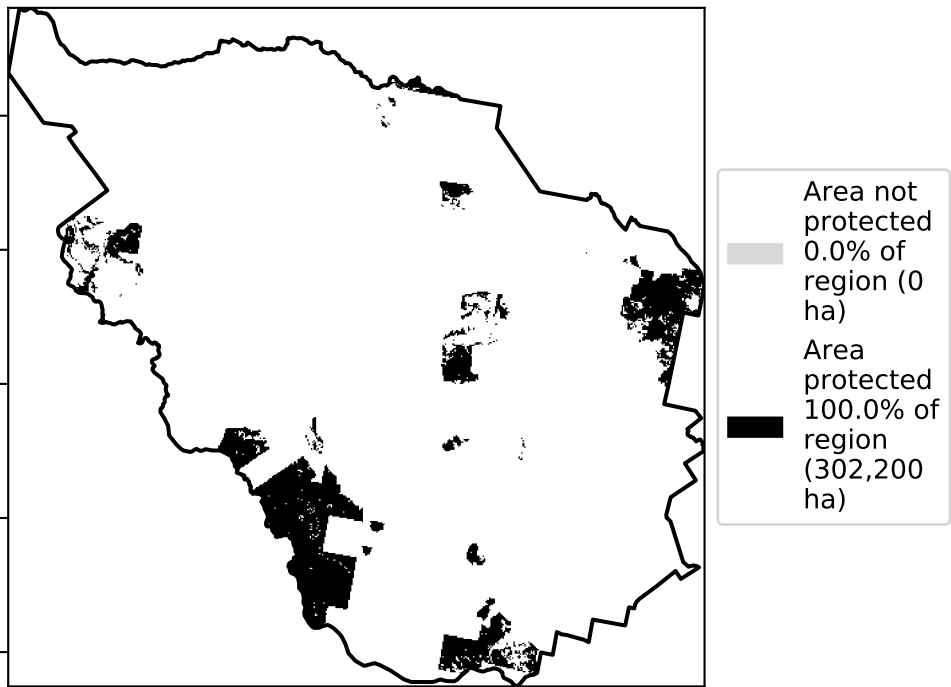 Area not
protected
0.0% of
region (0
ha)
Area
protected
100.0% of
region
(302,200
ha)